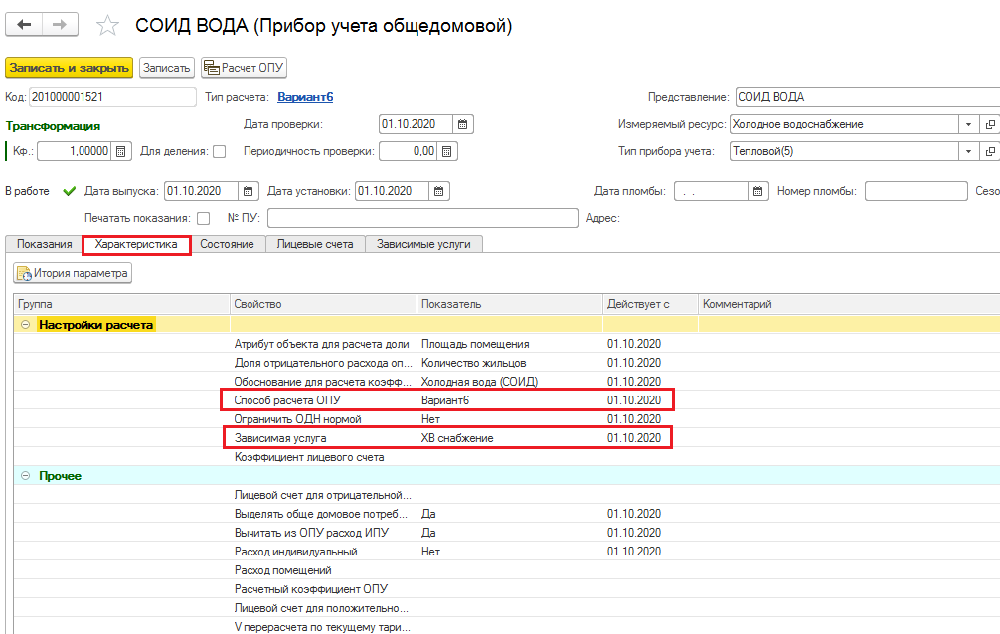 СОИД ВОДА (Прибор учета общедомовой)
Записать и закрыть Записать Расчет ОПУ
Код: 201000001521 Тип расчета: Вариант6 Представление: СОИД ВОДА
Трансформация Дата проверки: 01.10.2020 Измеряемый ресурс: Холодное водоснабжение
Кф.: 1,00000 Для деления: Периодичность проверки: 0,00 Тип прибора учета: Тепловой(5)
В работе Дата выпуска: 01.10.2020 Дата установки: 01.10.2020 Дата пломбы: . . Номер пломбы: Сезо
Печатать показания: № ПУ: Адрес:
Показания Характеристика Состояние Лицевые счета Зависимые услуги
Итория параметра
Группа Свойство Показатель Действует с Комментарий
Настройки расчета
Атрибут объекта для расчета доли Площадь помещения 01.10.2020
Доля отрицательного расхода оп... Количество жильцов 01.10.2020
Обоснование для расчета коэфф... Холодная вода (СОИД) 01.10.2020
Способ расчета ОПУ Вариант6 01.10.2020
Ограничить ОДН нормой Нет 01.10.2020
Зависимая услуга ХВ снабжение 01.10.2020
Коэффициент лицевого счета
Прочее
Лицевой счет для отрицательной...
Выделять обще домовое потреб... Да 01.10.2020
Вычитать из ОПУ расход ИПУ Да 01.10.2020
Расход индивидуальный Нет 01.10.2020
Расход помещений
Расчетный коэффициент ОПУ
Лицевой счет для положительно...
V перерасчета по текущему тари...